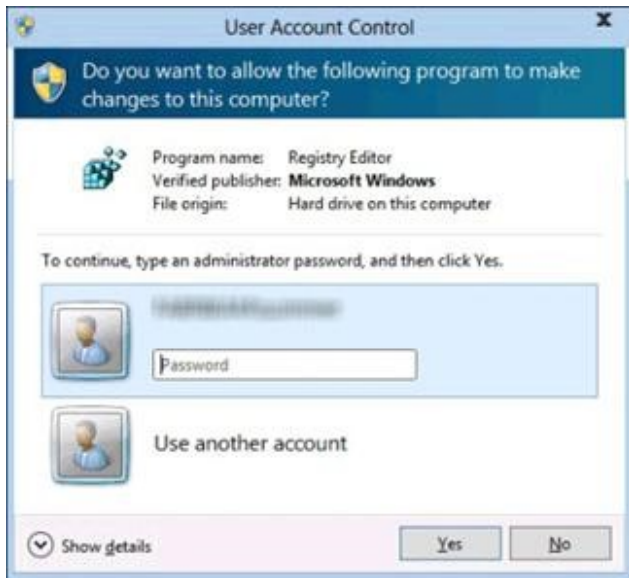 User Account Control
x
Do you want to allow the following program to make
changes to this computer?
Program name: Registry Editor
Verified publisher: Microsoft Windows
File origin: Hard drive on this computer
To continue, type an administrator password, and then click Yes.
Password
Use another account
Show details
Yes
No